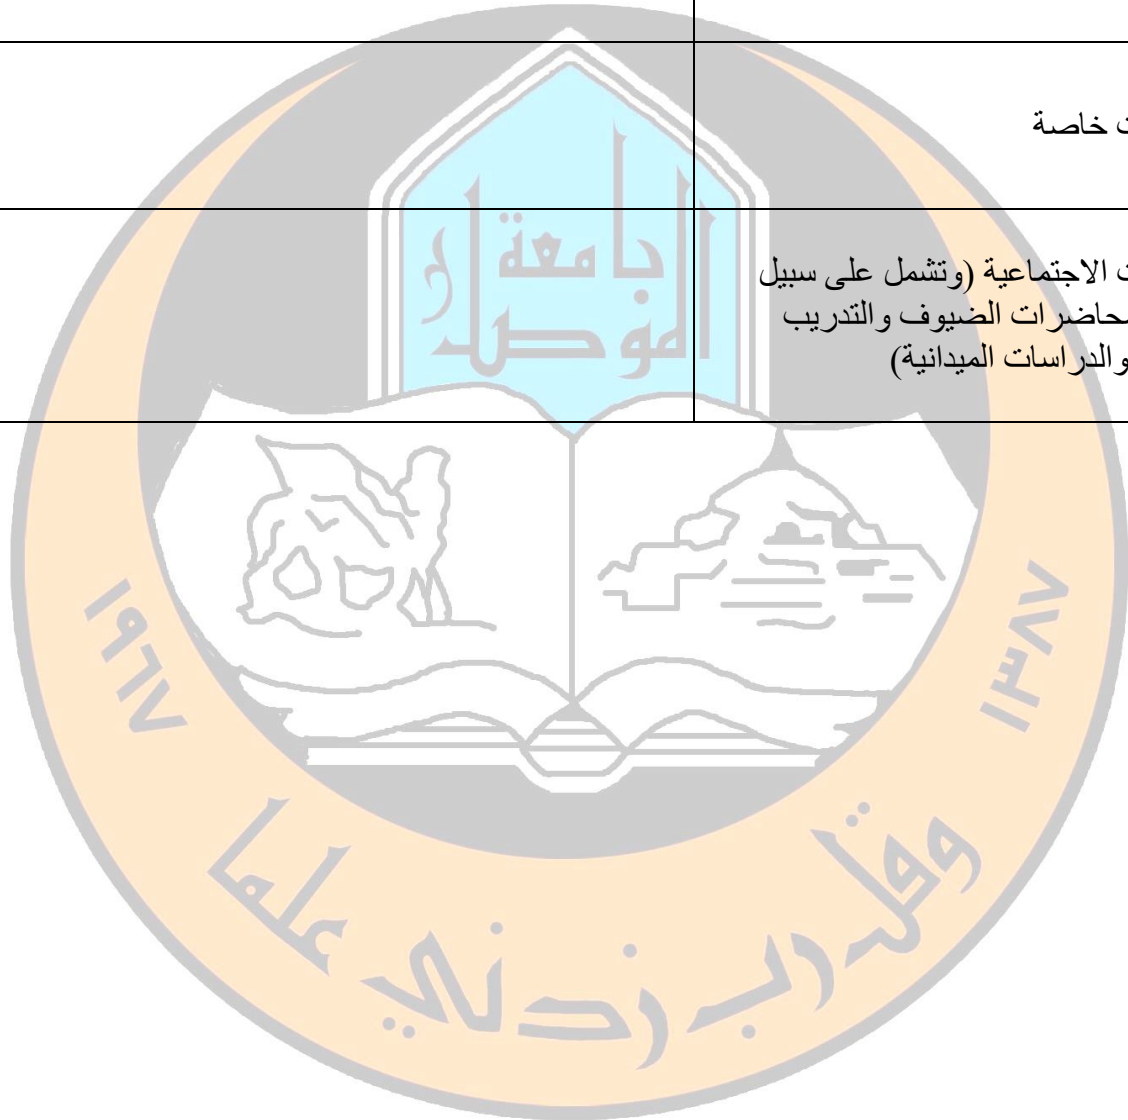 ت خاصة
ت الاجتماعية (وتشمل على سبيل
محاضرات الضيوف والتدريب
والدراسات الميدانية)
جامعة
الموصل
١٩٦٧
١٣٨٧
وقل رب زدني علما